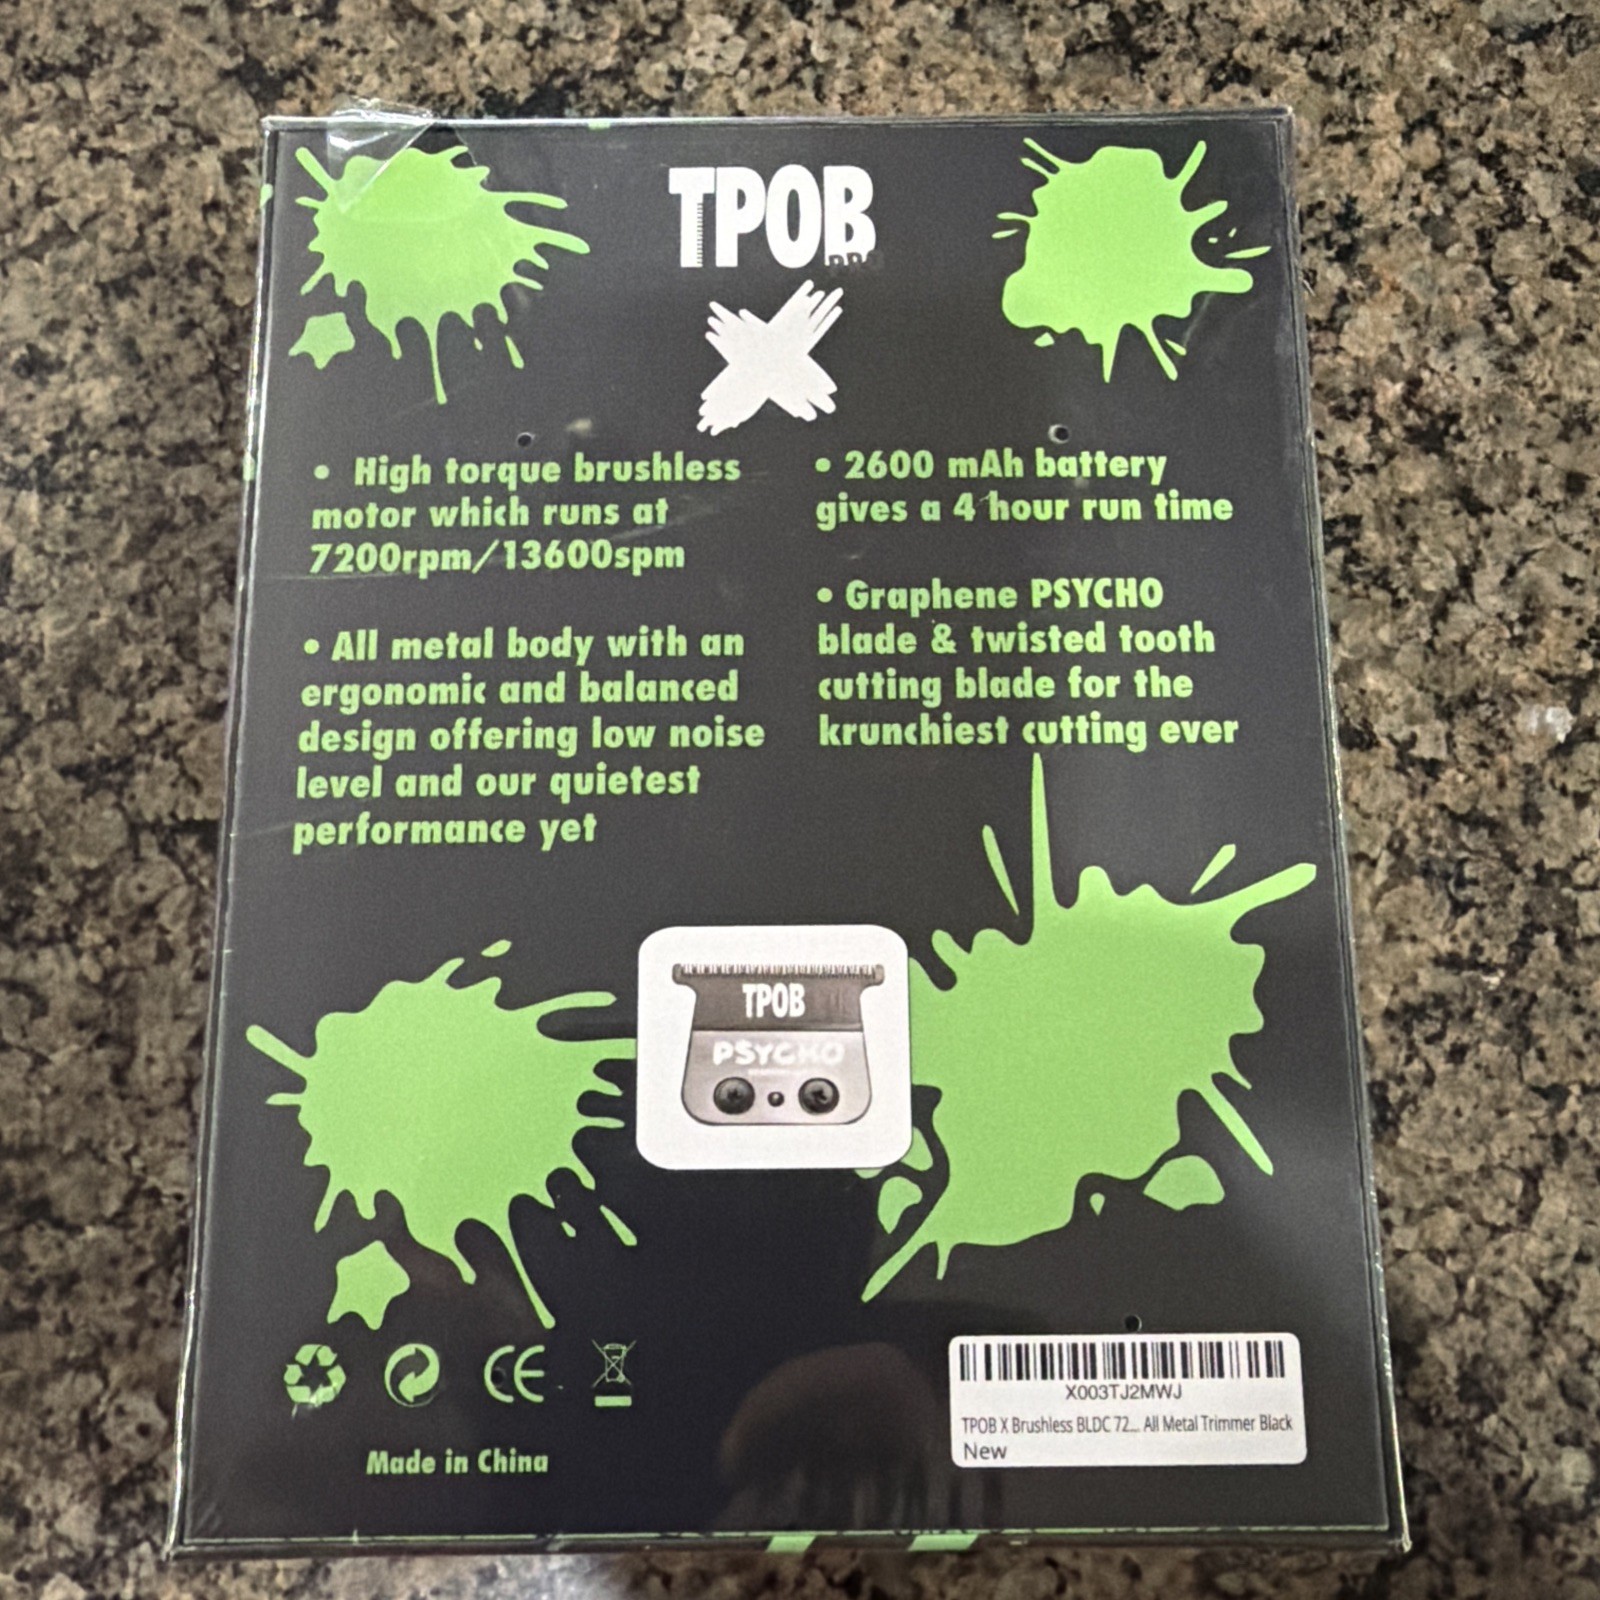 TPOB
PRO
X
• High torque brushless
motor which runs at
7200rpm/13600spm
• All metal body with an
ergonomic and balanced
design offering low noise
level and our quietest
performance yet
• 2600 mAh battery
gives a 4 hour run time
• Graphene PSYCHO
blade & twisted tooth
cutting blade for the
krunchiest cutting ever
TPOB
PSYCHO
CE
Made in China
X003TJ2MWJ
TPOB X Brushless BLDC 72... All Metal Trimmer Black
New